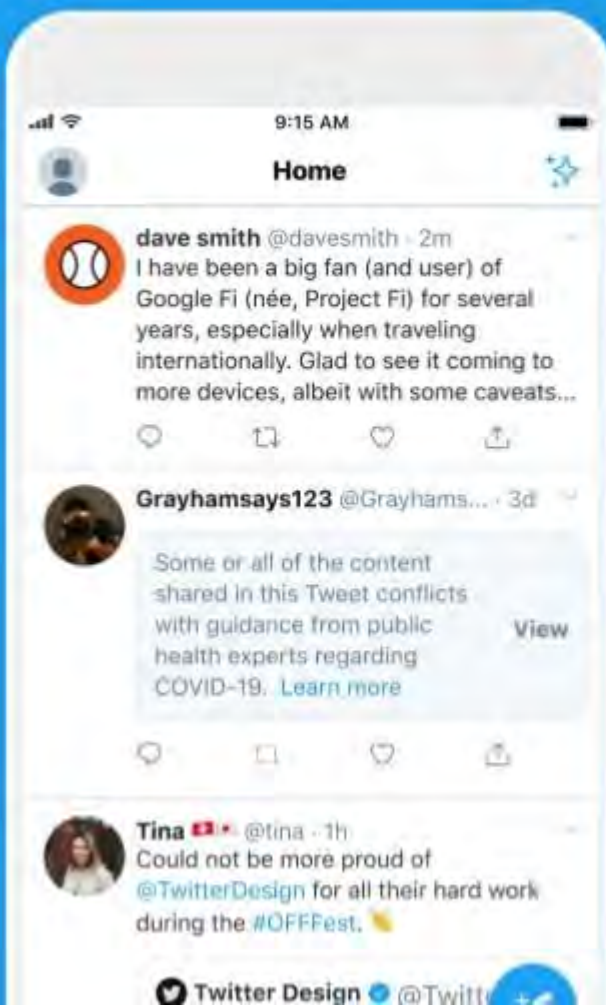 9:15 AM
Home
dave smith @davesmith · 2m
I have been a big fan (and user) of
Google Fi (née, Project Fi) for several
years, especially when traveling
internationally. Glad to see it coming to
more devices, albeit with some caveats...
Grayhamsays123 @Grayhams... · 3d
Some or all of the content
shared in this Tweet conflicts
with guidance from public
health experts regarding
COVID-19. Learn more
View
Tina @tina · 1h
Could not be more proud of
@TwitterDesign for all their hard work
during the #OFFFest. 👏
Twitter Design @Twitt